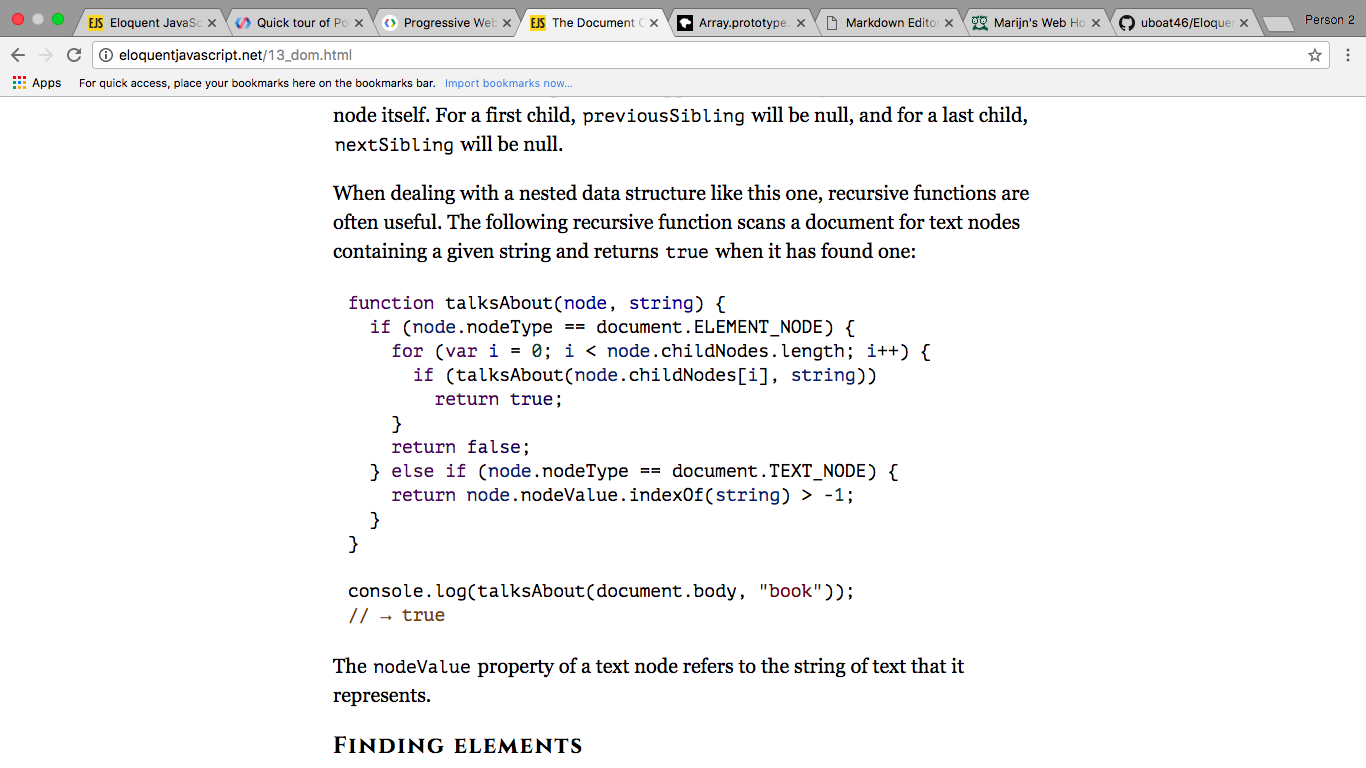 Eloquent JavaSc
Quick tour of Po
Progressive Web
The Document O
Array.prototype.
Markdown Editor
Marijn's Web Ho
uboat46/Eloquen
Person 2
eloquentjavascript.net/13_dom.html
Apps For quick access, place your bookmarks here on the bookmarks bar. Import bookmarks now...
node itself. For a first child, previousSibling will be null, and for a last child,
nextSibling will be null.
When dealing with a nested data structure like this one, recursive functions are
often useful. The following recursive function scans a document for text nodes
containing a given string and returns true when it has found one:
function talksAbout(node, string) {
  if (node.nodeType == document.ELEMENT_NODE) {
    for (var i = 0; i < node.childNodes.length; i++) {
      if (talksAbout(node.childNodes[i], string))
        return true;
    }
    return false;
  } else if (node.nodeType == document.TEXT_NODE) {
    return node.nodeValue.indexOf(string) > -1;
  }
}
console.log(talksAbout(document.body, "book"));
// → true
The nodeValue property of a text node refers to the string of text that it
represents.
FINDING ELEMENTS